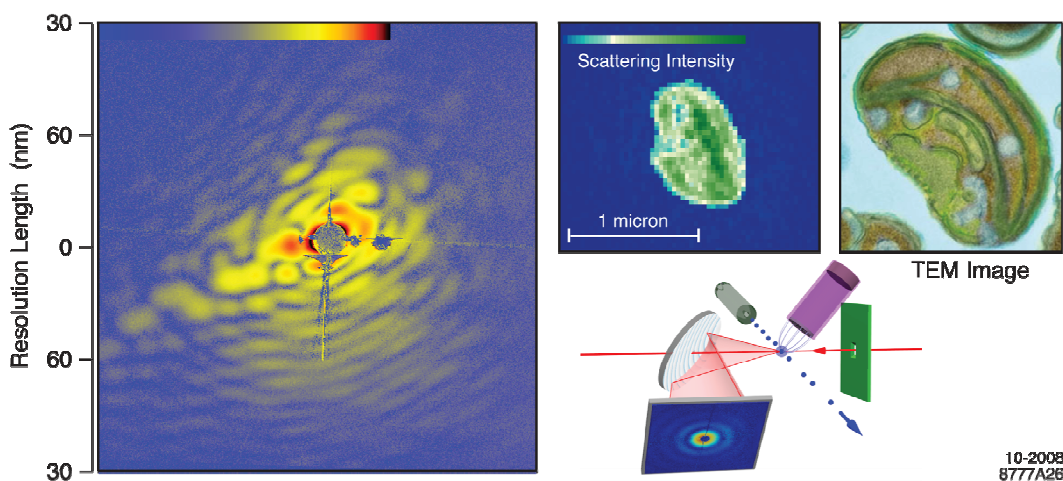 30
60
0
60
30
Resolution Length (nm)
Scattering Intensity
1 micron
TEM Image
10-2008
8777A26